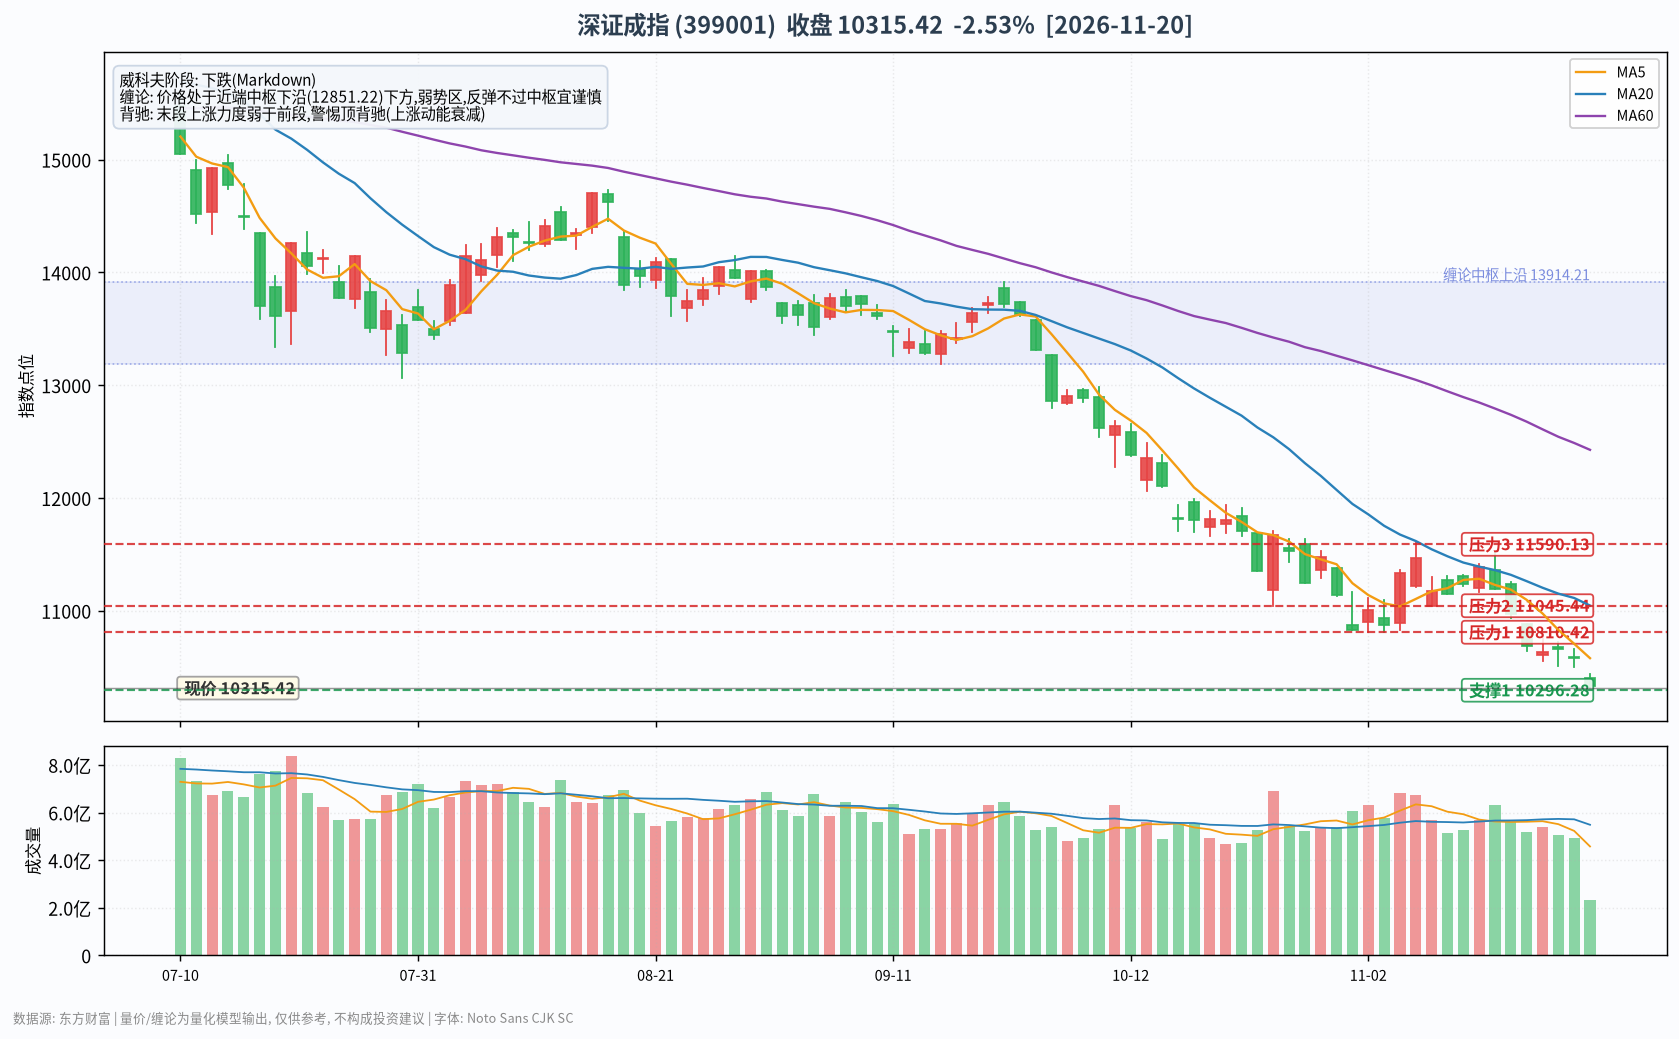 深证成指 (399001)  收盘 10315.42  -2.53%  [2026-11-20]
威科夫阶段: 下跌(Markdown)
缠论: 价格处于近端中枢下沿(12851.22)下方,弱势区,反弹不过中枢宜谨慎
背驰: 末段上涨力度弱于前段,警惕顶背驰(上涨动能衰减)
MA5
MA20
MA60
指数点位
15000
14000
13000
12000
11000
缠论中枢上沿 13914.21
压力3 11590.13
压力2 11045.44
压力1 10810.42
现价 10315.42
支撑1 10296.28
成交量
8.0亿
6.0亿
4.0亿
2.0亿
0
07-10
07-31
08-21
09-11
10-12
11-02
数据源: 东方财富 | 量价/缠论为量化模型输出, 仅供参考, 不构成投资建议 | 字体: Noto Sans CJK SC